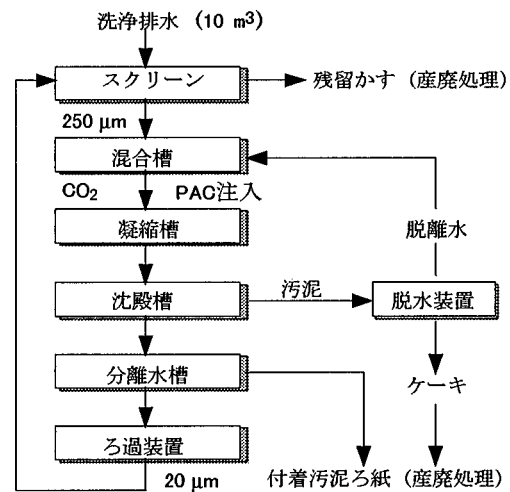 洗浄排水 (10 m³)
スクリーン
残留かす (産廃処理)
250 µm
混合槽
CO₂
PAC注入
凝縮槽
脱離水
沈殿槽
汚泥
脱水装置
分離水槽
ケーキ
ろ過装置
20 µm
付着汚泥ろ紙 (産廃処理)